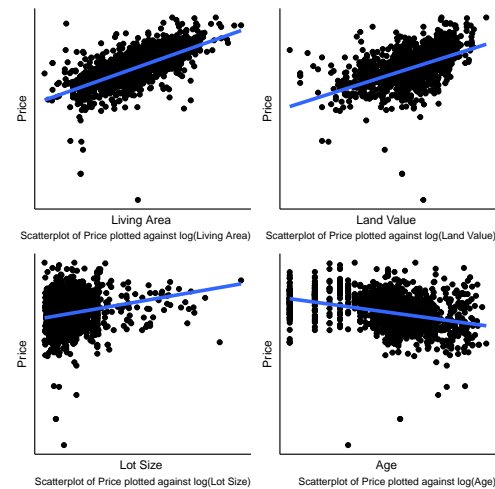 Price
Living Area
Scatterplot of Price plotted against log(Living Area)
Price
Land Value
Scatterplot of Price plotted against log(Land Value)
Price
Lot Size
Scatterplot of Price plotted against log(Lot Size)
Price
Age
Scatterplot of Price plotted against log(Age)